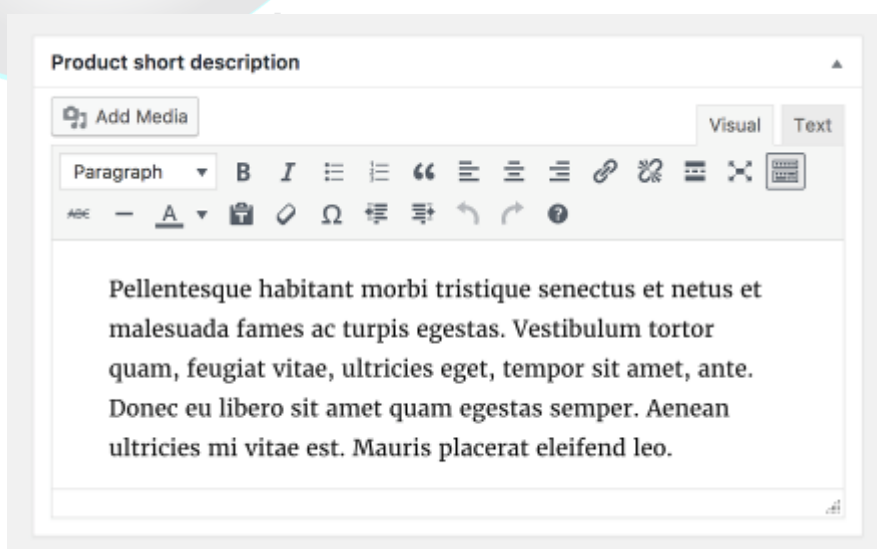 Product short description
Add Media
Visual Text
Paragraph B I
ABC A Ω
Pellentesque habitant morbi tristique senectus et netus et
malesuada fames ac turpis egestas. Vestibulum tortor
quam, feugiat vitae, ultricies eget, tempor sit amet, ante.
Donec eu libero sit amet quam egestas semper. Aenean
ultricies mi vitae est. Mauris placerat eleifend leo.